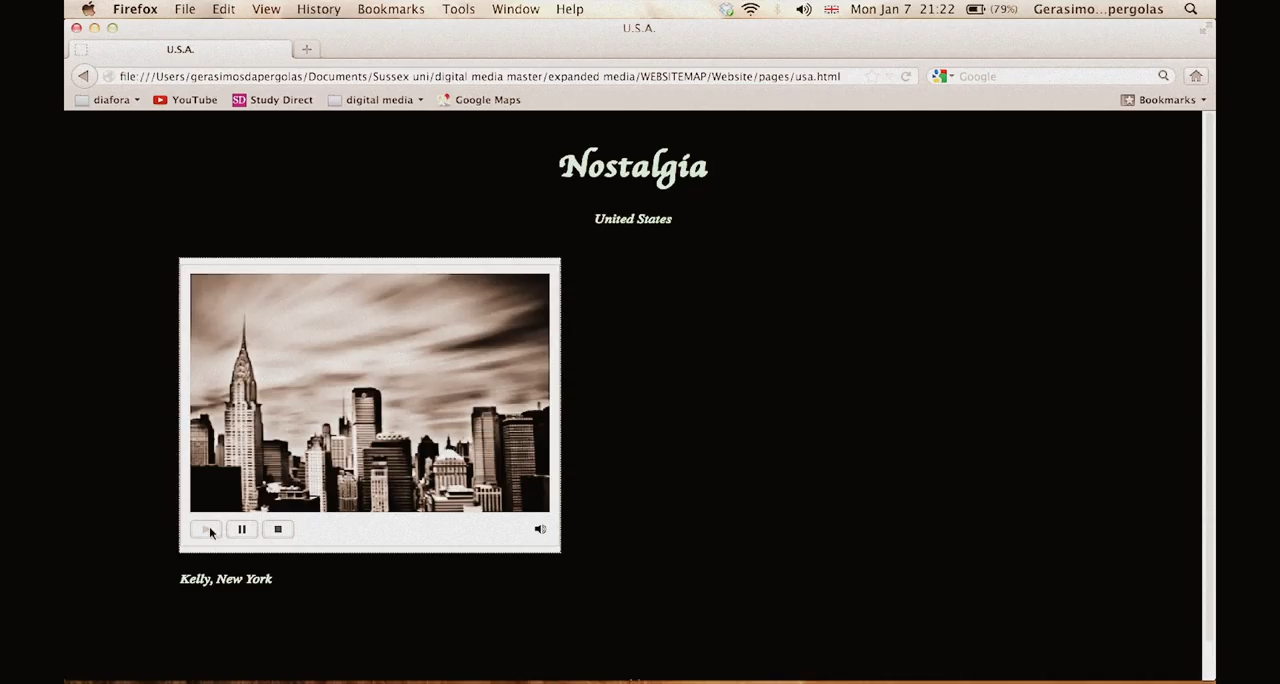 Firefox File Edit View History Bookmarks Tools Window Help Mon Jan 7 21:22 (79%) Gerasimo...pergolas
U.S.A.
U.S.A.
file:///Users/gerasimosdapergolas/Documents/Sussex uni/digital media master/expanded media/WEBSITEMAP/Website/pages/usa.html Google
diafora YouTube SD Study Direct digital media Google Maps Bookmarks
Nostalgia
United States
Kelly, New York